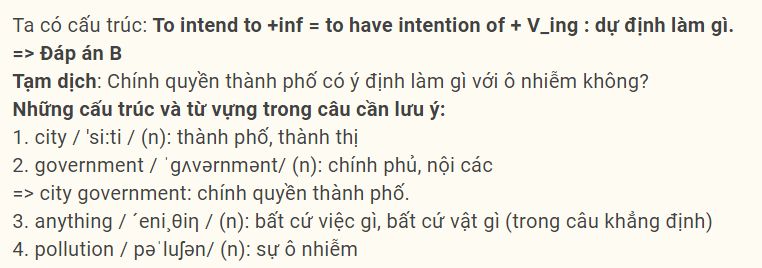 Ta có cấu trúc: To intend to +inf = to have intention of + V_ing : dự định làm gì.
=> Đáp án B
Tạm dịch: Chính quyền thành phố có ý định làm gì với ô nhiễm không?
Những cấu trúc và từ vựng trong câu cần lưu ý:
1. city / 'si:ti / (n): thành phố, thành thị
2. government / ˈgʌvərnmənt/ (n): chính phủ, nội các
=> city government: chính quyền thành phố.
3. anything / ´eni¸θiη / (n): bất cứ việc gì, bất cứ vật gì (trong câu khẳng định)
4. pollution / pəˈluʃən/ (n): sự ô nhiễm